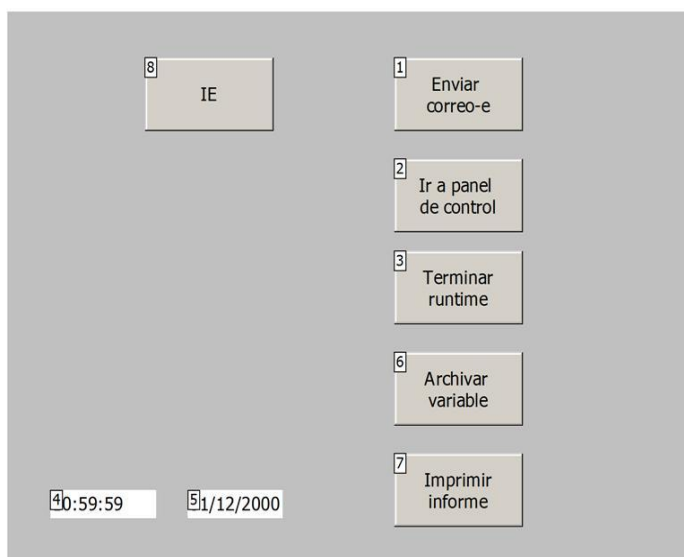 8
IE
1
Enviar
correo-e
2
Ir a panel
de control
3
Terminar
runtime
6
Archivar
variable
7
Imprimir
informe
4
0:59:59
5
1/12/2000